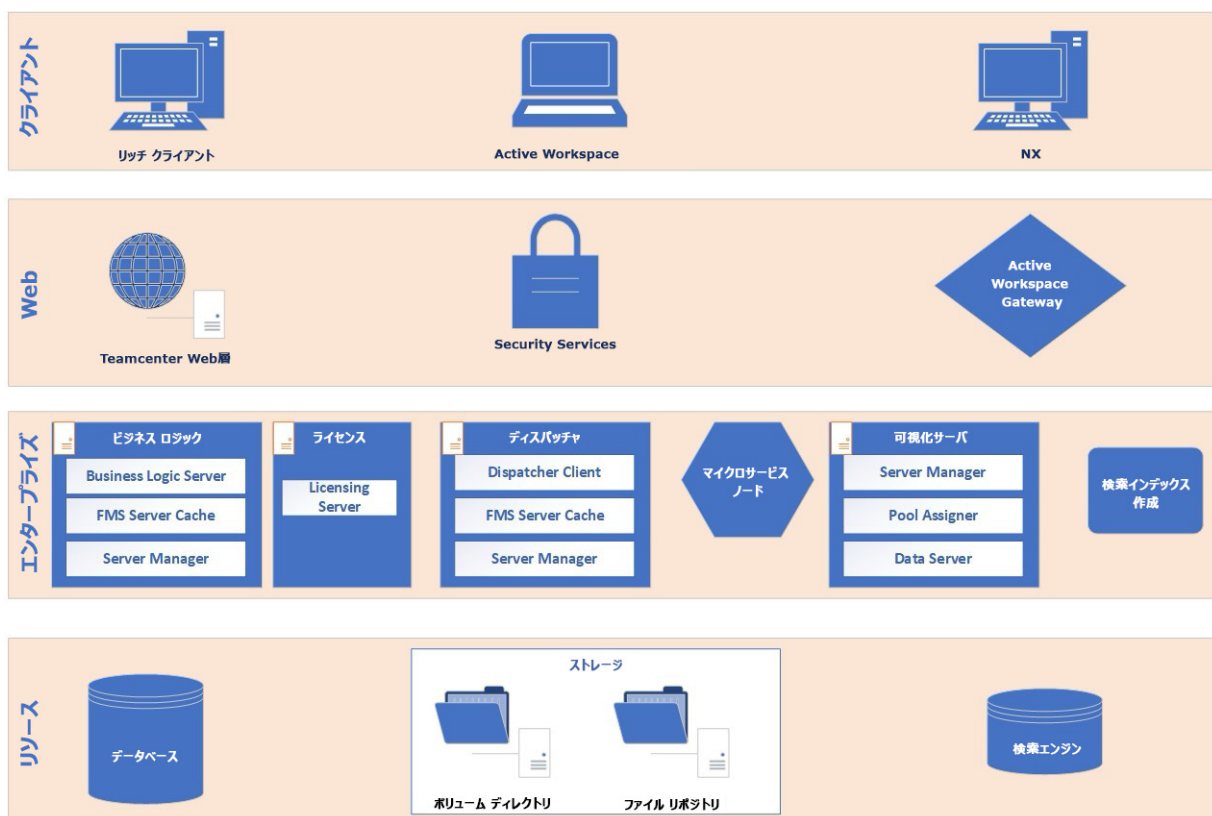 クライアント
リッチ クライアント
Active Workspace
NX
Web
Teamcenter Web層
Security Services
Active
Workspace
Gateway
エンタープライズ
ビジネス ロジック
Business Logic Server
FMS Server Cache
Server Manager
ライセンス
Licensing
Server
ディスパッチャ
Dispatcher Client
FMS Server Cache
Server Manager
マイクロサービス
ノード
可視化サーバ
Server Manager
Pool Assigner
Data Server
検索インデックス
作成
リソース
データベース
ストレージ
ボリューム ディレクトリ
ファイル リポジトリ
検索エンジン